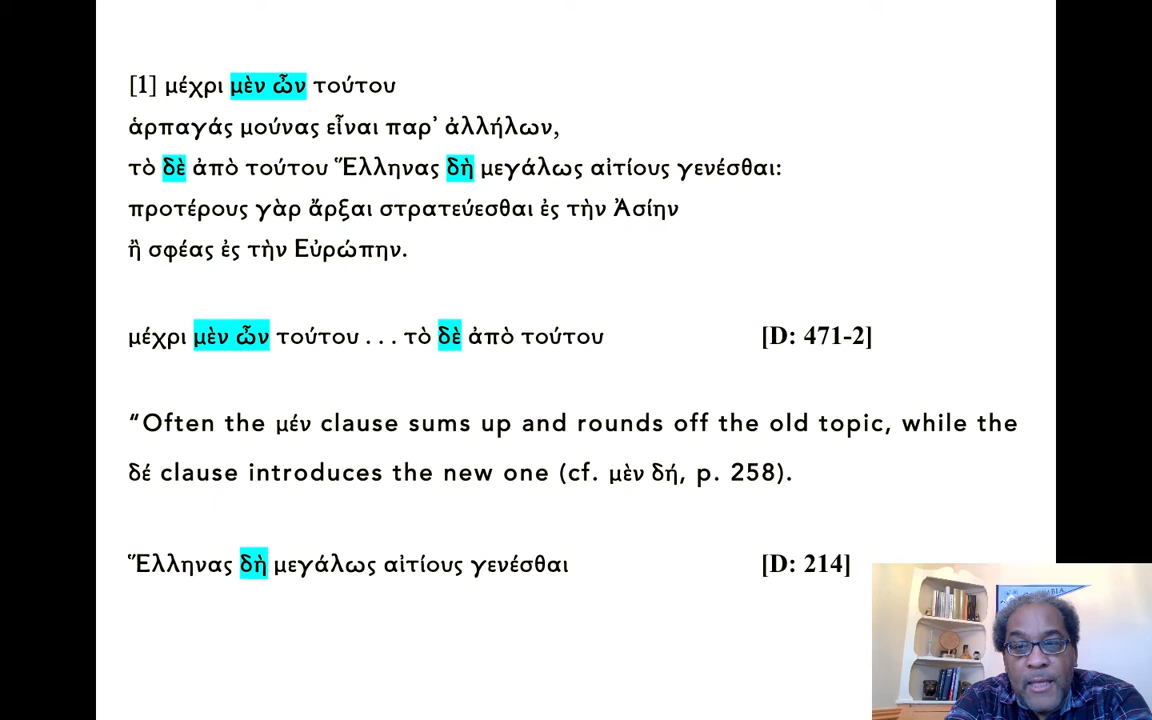 [1] μέχρι μὲν ὦν τούτου
ἁρπαγάς μούνας εἶναι παρ᾽ ἀλλήλων,
τὸ δὲ ἀπὸ τούτου Ἕλληνας δὴ μεγάλως αἰτίους γενέσθαι:
προτέρους γὰρ ἄρξαι στρατεύεσθαι ἐς τὴν Ἀσίην
ἢ σφέας ἐς τὴν Εὐρώπην.
μέχρι μὲν ὦν τούτου . . . τὸ δὲ ἀπὸ τούτου [D: 471-2]
“Often the μέν clause sums up and rounds off the old topic, while the
δέ clause introduces the new one (cf. μὲν δή, p. 258).
Ἕλληνας δὴ μεγάλως αἰτίους γενέσθαι [D: 214]